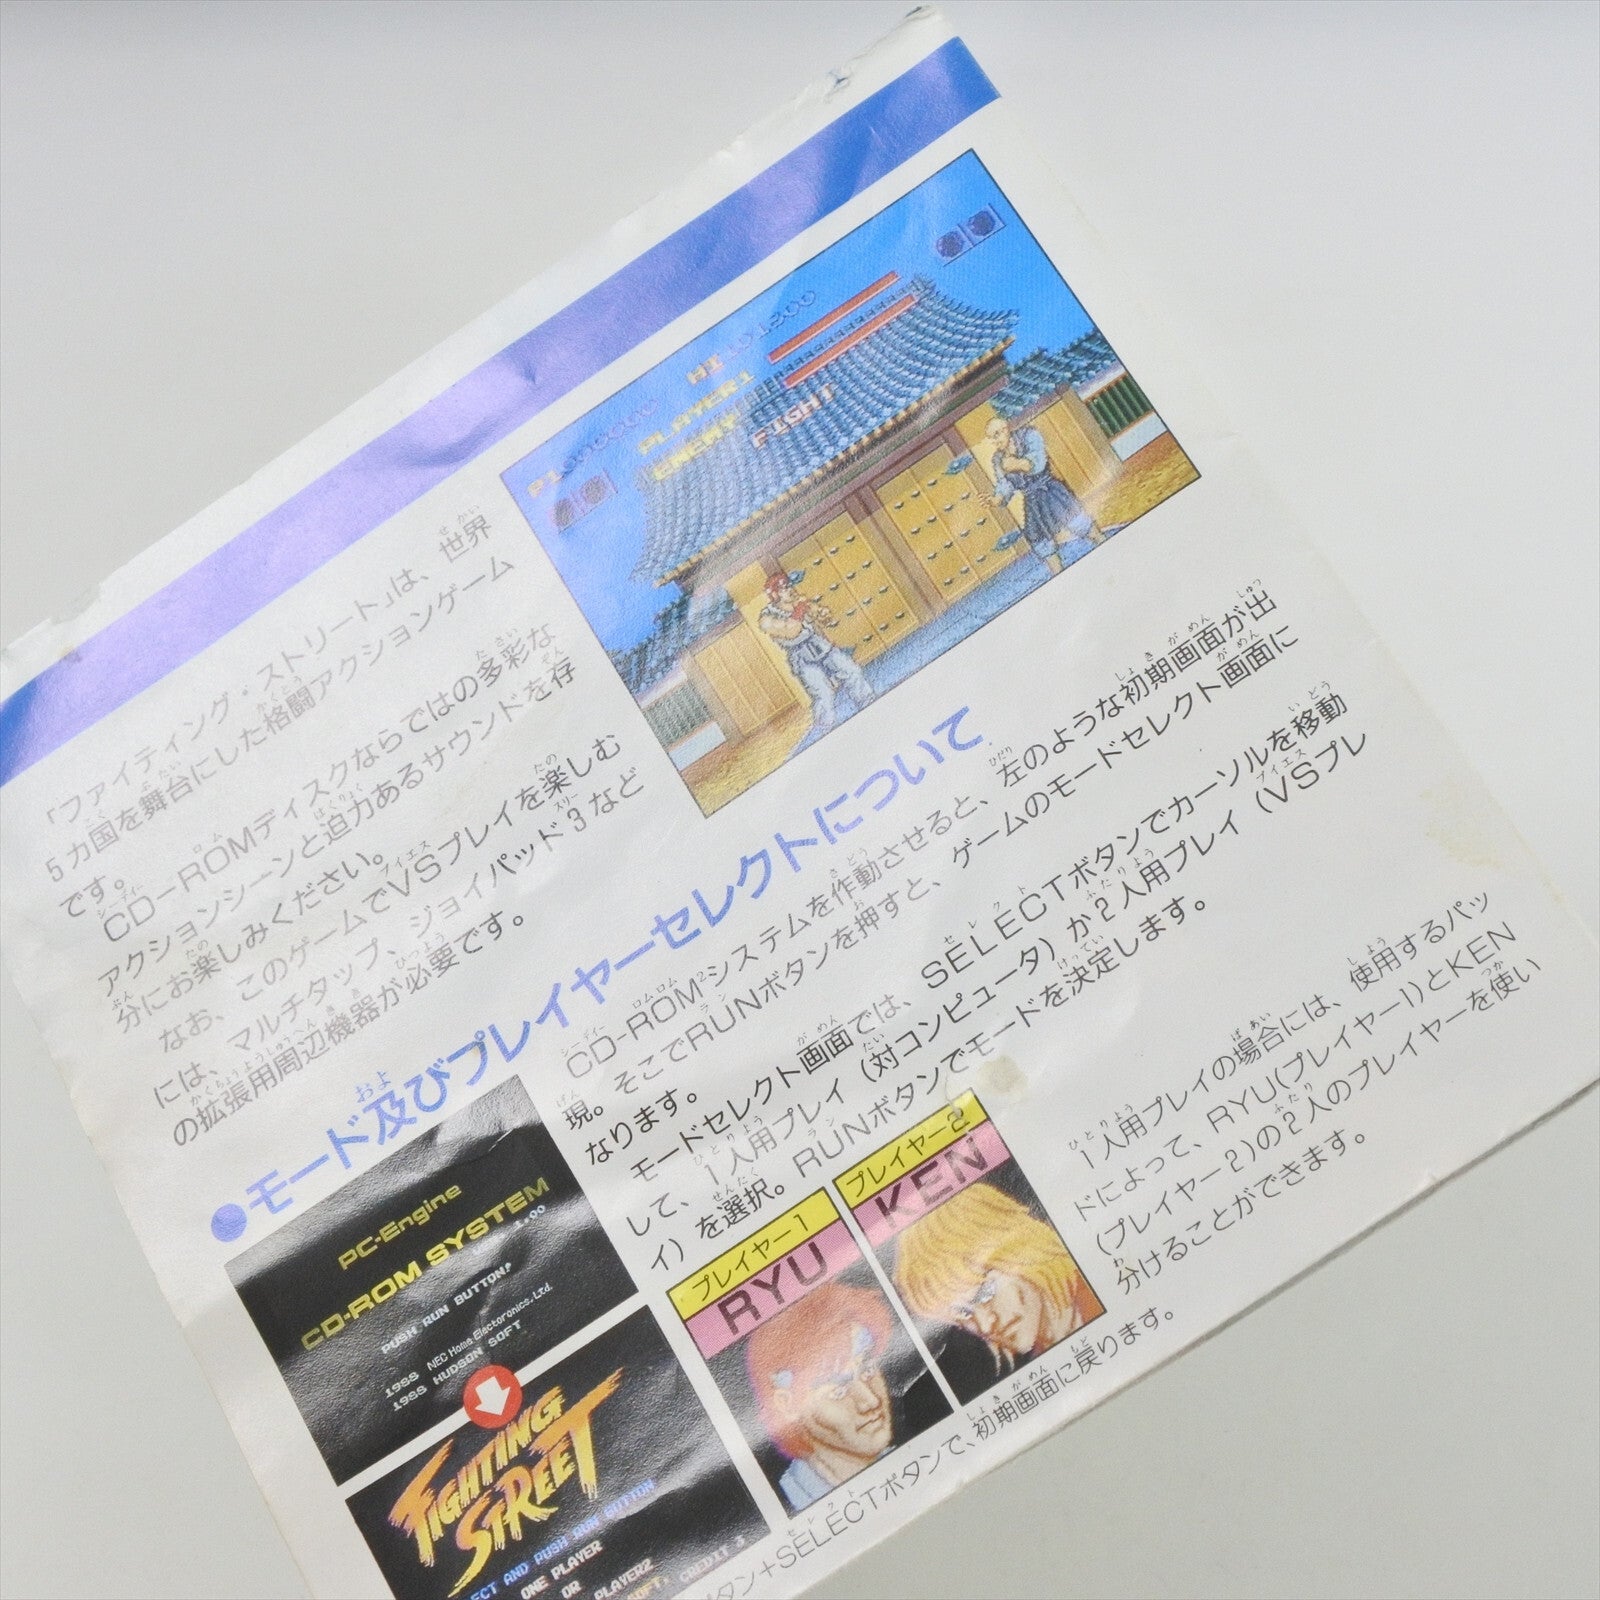 「ファイティング・ストリート」は、世界
5カ国を舞台にした格闘アクションゲーム
です。
CD-ROMディスクならではの多彩な
アクションシーンと迫力あるサウンドを存
分にお楽しみください。
なお、このゲームでVSプレイを楽しむ
には、マルチタップ、ジョイパッド3など
の拡張用周辺機器が必要です。
HI
PLAYER1
ENEMY
FIGHT
●モード及びプレイヤーセレクトについて
CD-ROM²システムを作動させると、左のような初期画面が出
現。そこでRUNボタンを押すと、ゲームのモードセレクト画面に
なります。
モードセレクト画面では、SELECTボタンでカーソルを移動
して、1人用プレイ（対コンピュータ）か2人用プレイ（VSプレ
イ）を選択。RUNボタンでモードを決定します。
PC-Engine
CD-ROM SYSTEM
1.00
PUSH RUN BUTTON!
1988 NEC Home Electoronics,Ltd.
1988 HUDSON SOFT
FIGHTING
STREET
ECT AND PUSH RUN BUTTON
ONE PLAYER
OR PLAYER2
SOFT. CREDIT 3
プレイヤー1
RYU
プレイヤー2
KEN
1人用プレイの場合には、使用するパッ
ドによって、RYU(プレイヤー1)とKEN
(プレイヤー2)の2人のプレイヤーを使い
分けることができます。
タン+SELECTボタンで、初期画面に戻ります。